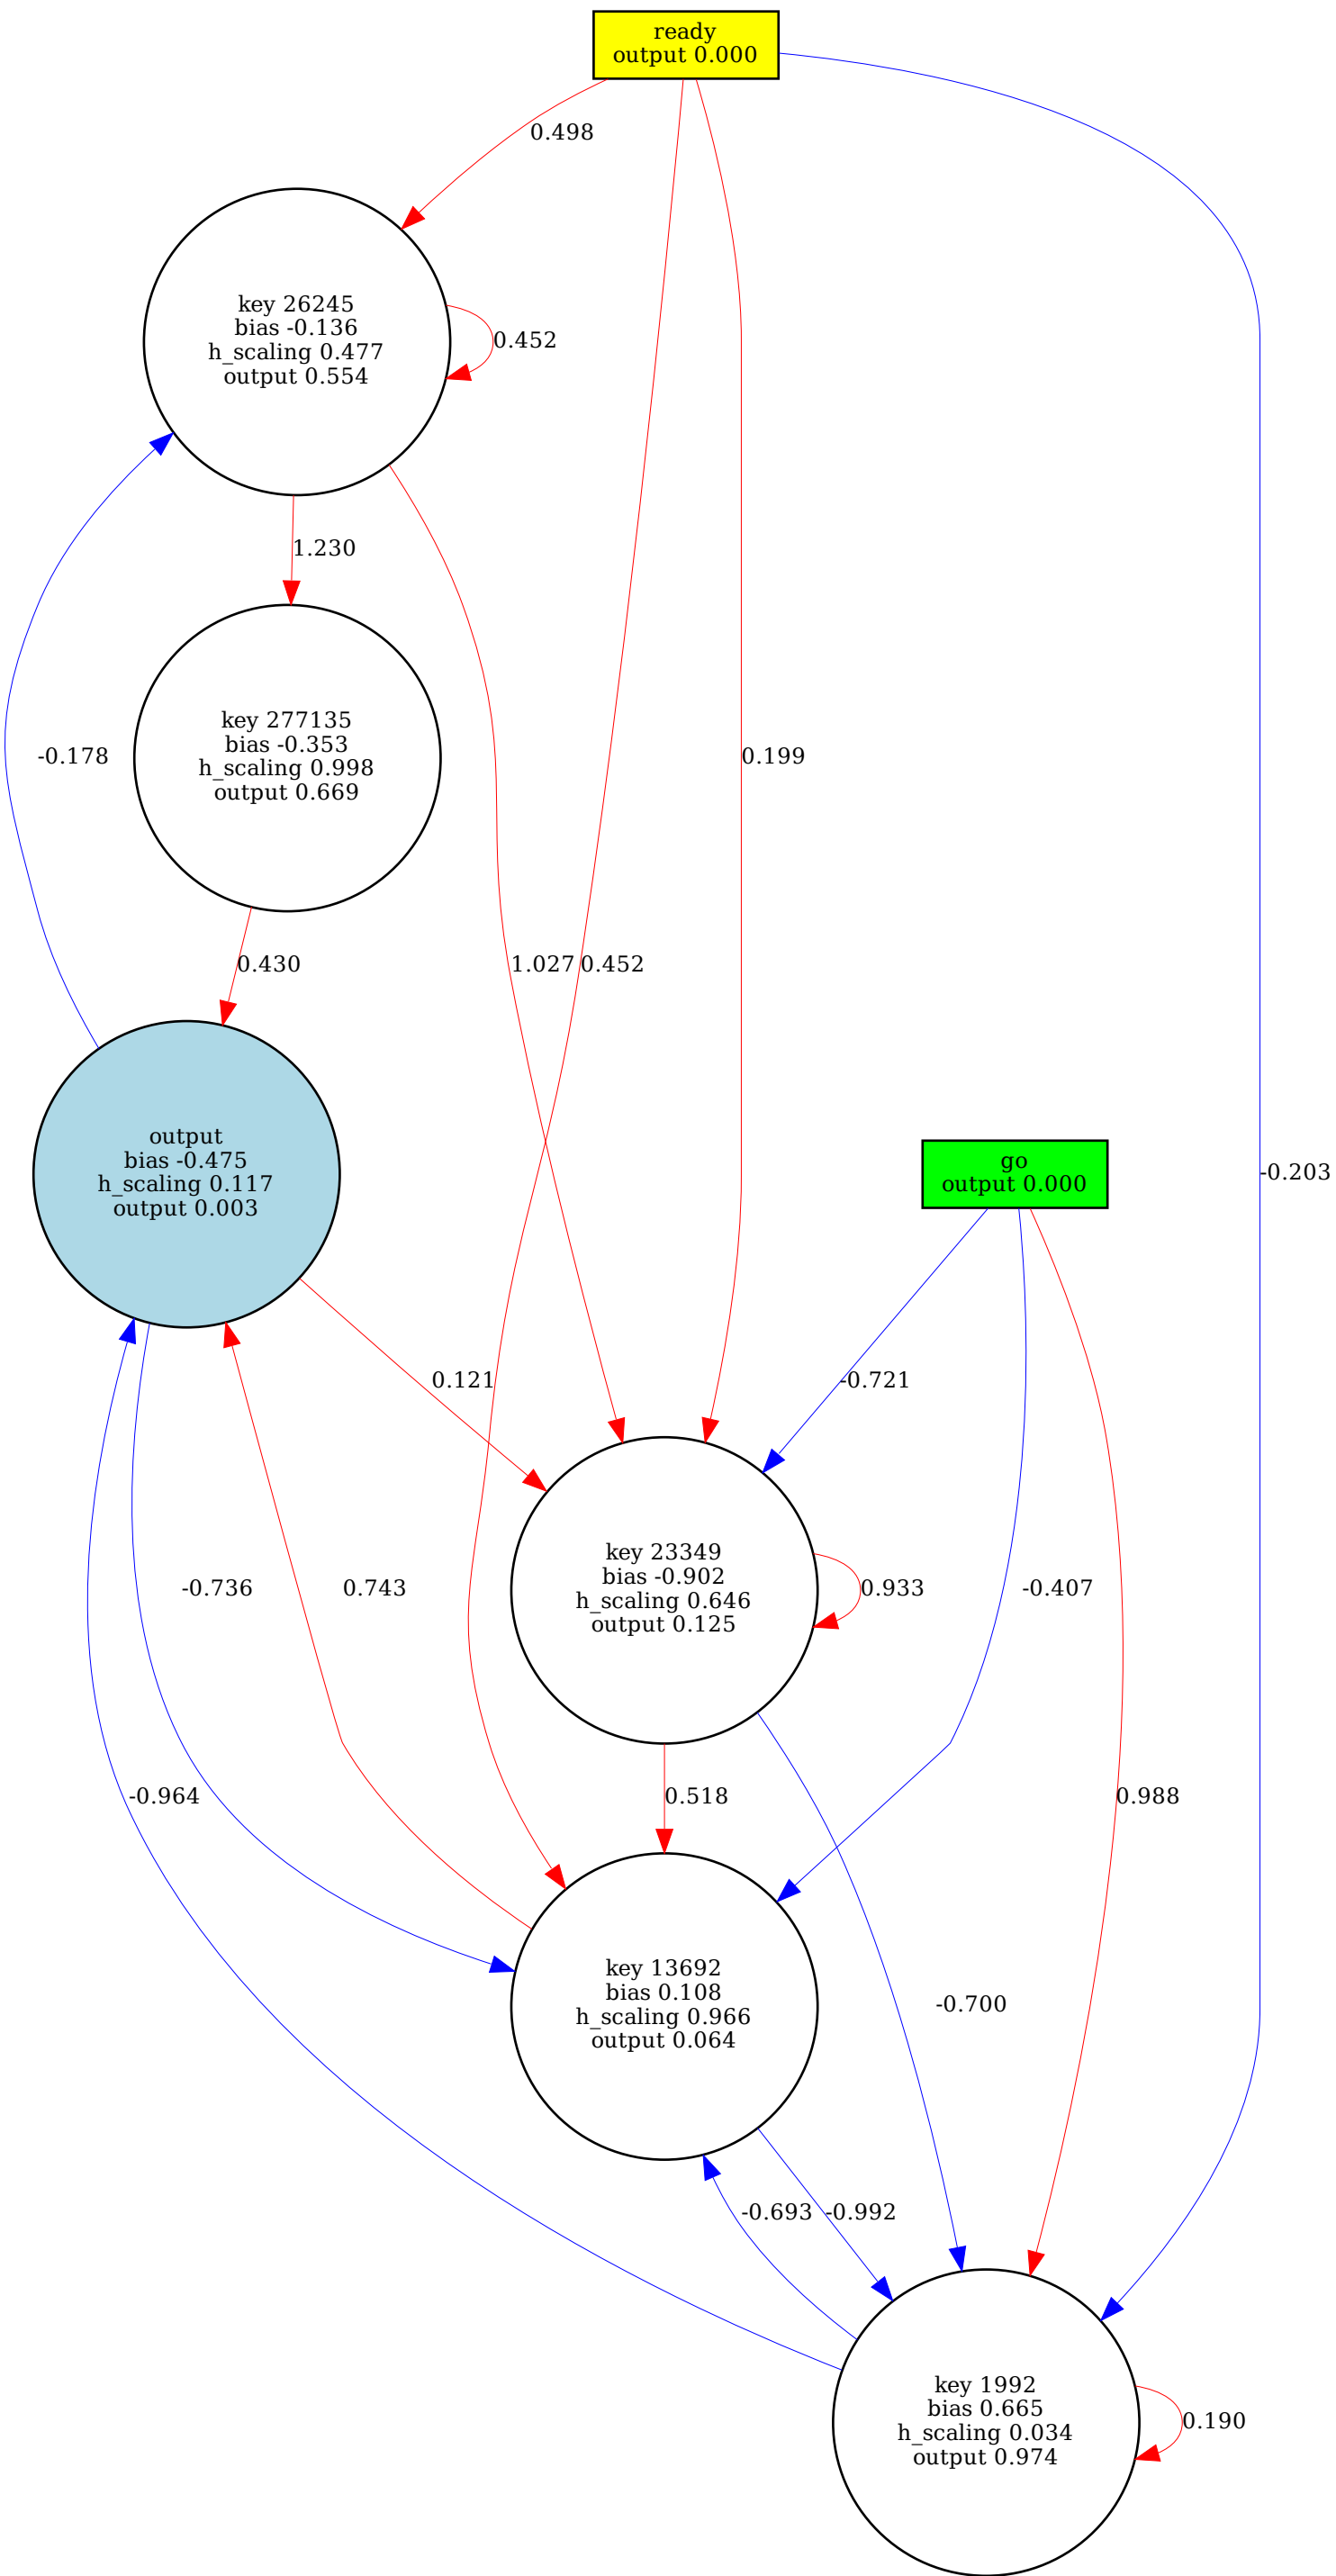 ready
output 0.000
0.498
key 26245
bias -0.136
h_scaling 0.477
output 0.554
0.452
1.230
key 277135
bias -0.353
h_scaling 0.998
output 0.669
-0.178
0.199
0.430
1.027
0.452
output
bias -0.475
h_scaling 0.117
output 0.003
go
output 0.000
-0.203
0.121
-0.721
key 23349
bias -0.902
h_scaling 0.646
output 0.125
-0.736
0.743
0.933
-0.407
-0.964
0.518
0.988
key 13692
bias 0.108
h_scaling 0.966
output 0.064
-0.700
-0.693
-0.992
key 1992
bias 0.665
h_scaling 0.034
output 0.974
0.190